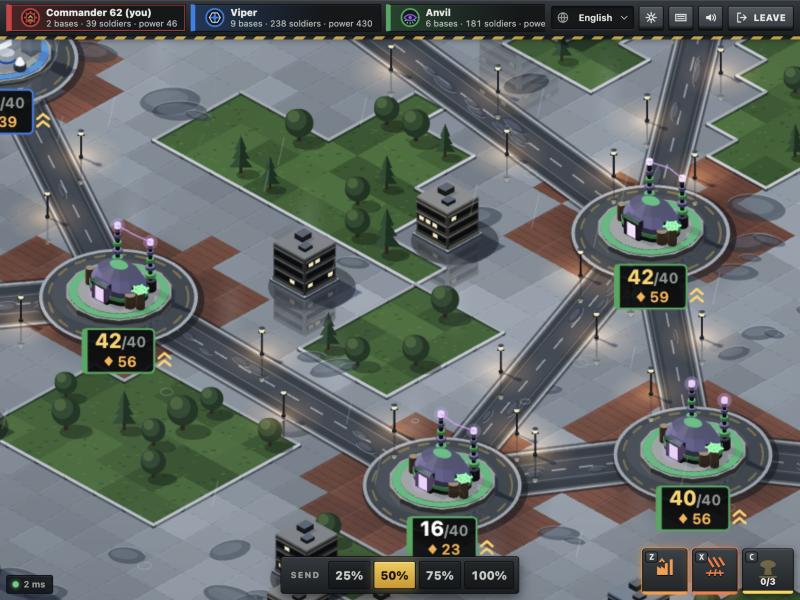 Commander 62 (you)
2 bases · 39 soldiers · power 46
Viper
9 bases · 238 soldiers · power 430
Anvil
6 bases · 181 soldiers · powe
English
LEAVE
/40
39
42/40
59
42/40
56
40/40
56
16/40
23
SEND
25%
50%
75%
100%
Z
X
C
0/3
2 ms